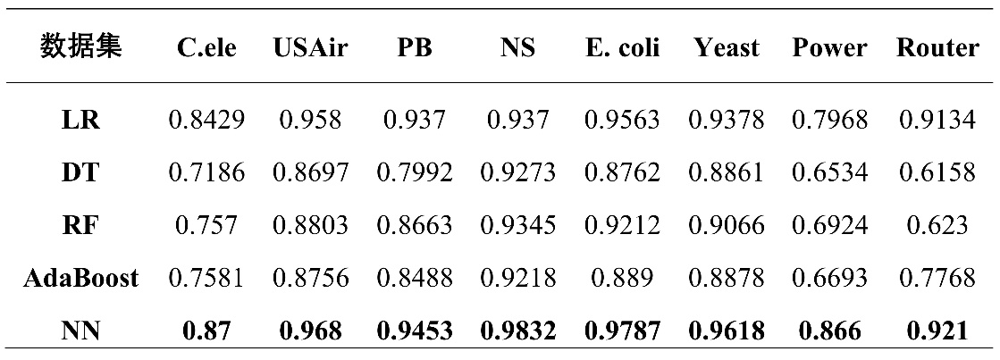 数据集 C.ele USAir PB NS E. coli Yeast Power Router
LR 0.8429 0.958 0.937 0.937 0.9563 0.9378 0.7968 0.9134
DT 0.7186 0.8697 0.7992 0.9273 0.8762 0.8861 0.6534 0.6158
RF 0.757 0.8803 0.8663 0.9345 0.9212 0.9066 0.6924 0.623
AdaBoost 0.7581 0.8756 0.8488 0.9218 0.889 0.8878 0.6693 0.7768
NN 0.87 0.968 0.9453 0.9832 0.9787 0.9618 0.866 0.921